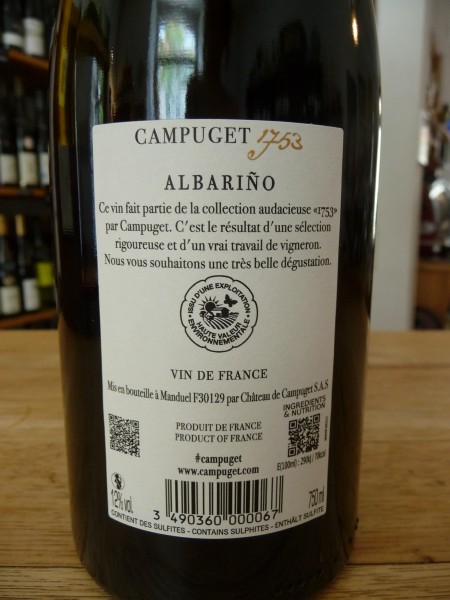 CAMPUGET 1753
ALBARIÑO
Ce vin fait partie de la collection audacieuse «1753»
par Campuget. C'est le résultat d'une sélection
rigoureuse et d'un vrai travail de vigneron.
Nous vous souhaitons une très belle dégustation.
ISSU D'UNE EXPLOITATION
HAUTE VALEUR
ENVIRONNEMENTALE
VIN DE FRANCE
Mis en bouteille à Manduel F30129 par Château de Campuget S.A.S
INGREDIENTS
& NUTRITION
PRODUIT DE FRANCE
PRODUCT OF FRANCE
E(100ml) : 290kj / 70kcal
#campuget
www.campuget.com
12% vol.
750 ml
3 490360 000067
CONTIENT DES SULFITES - CONTAINS SULPHITES - ENTHÄLT SULFITE